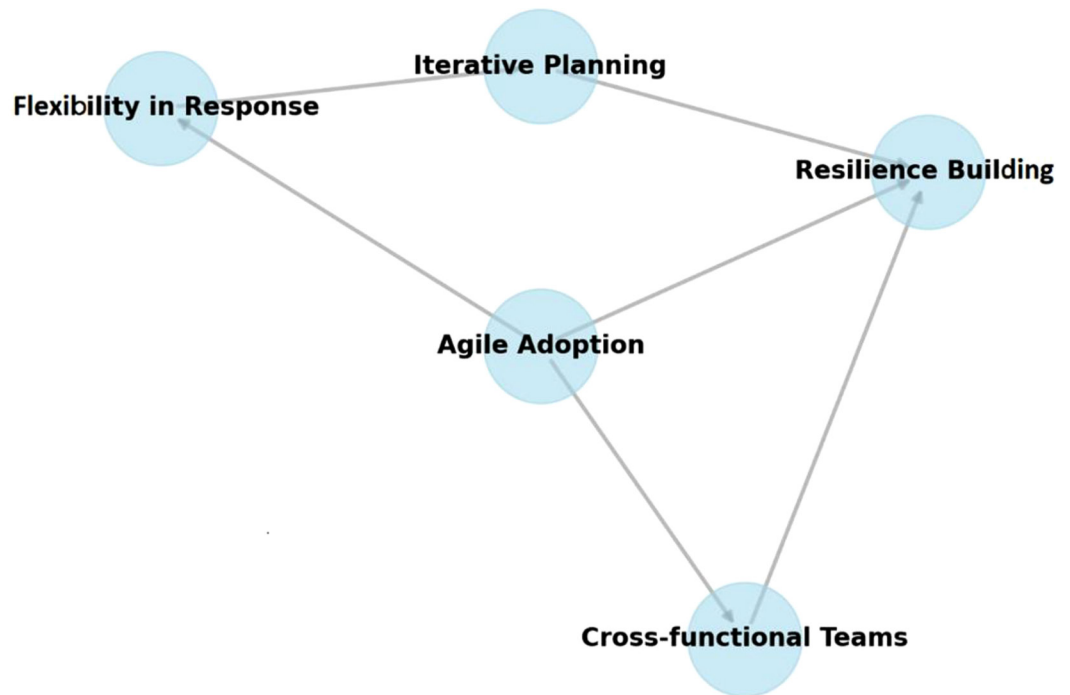 Iterative Planning
Flexibility in Response
Resilience Building
Agile Adoption
Cross-functional Teams